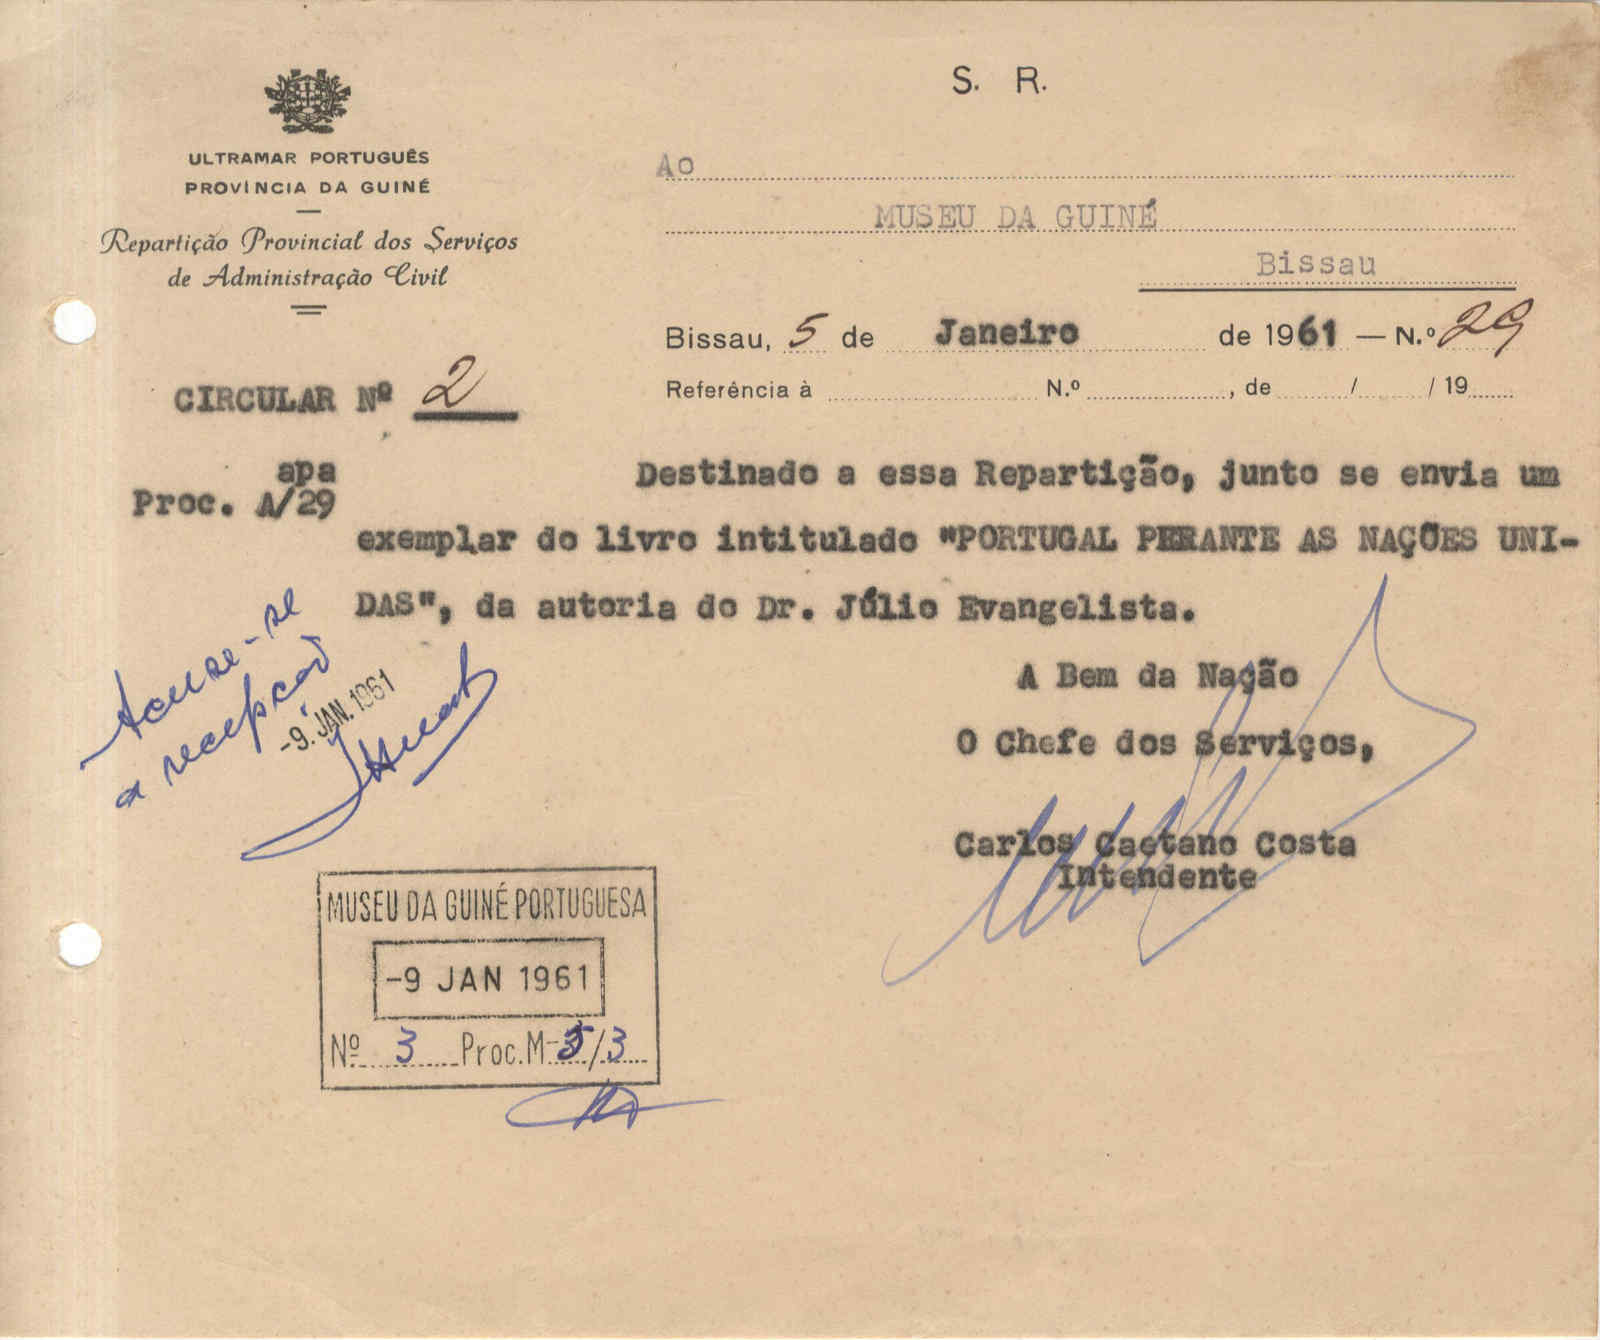 S. R.
ULTRAMAR PORTUGUÊS
PROVÍNCIA DA GUINÉ
Repartição Provincial dos Serviços
de Administração Civil
Ao
MUSEU DA GUINÉ
Bissau
Bissau, 5 de Janeiro de 1961 — N.º 29
Referência à N.º , de / / 19
CIRCULAR Nº 2
apa
Proc. A/29
Destinado a essa Repartição, junto se envia um
exemplar do livro intitulado "PORTUGAL PERANTE AS NAÇÕES UNI-
DAS", da autoria do Dr. Júlio Evangelista.
A Bem da Nação
O Chefe dos Serviços,
Carlos Caetano Costa
Intendente
Acuse-se
a recepção
-9. JAN. 1961
MUSEU DA GUINÉ PORTUGUESA
-9 JAN 1961
Nº 3 Proc. M-5/3